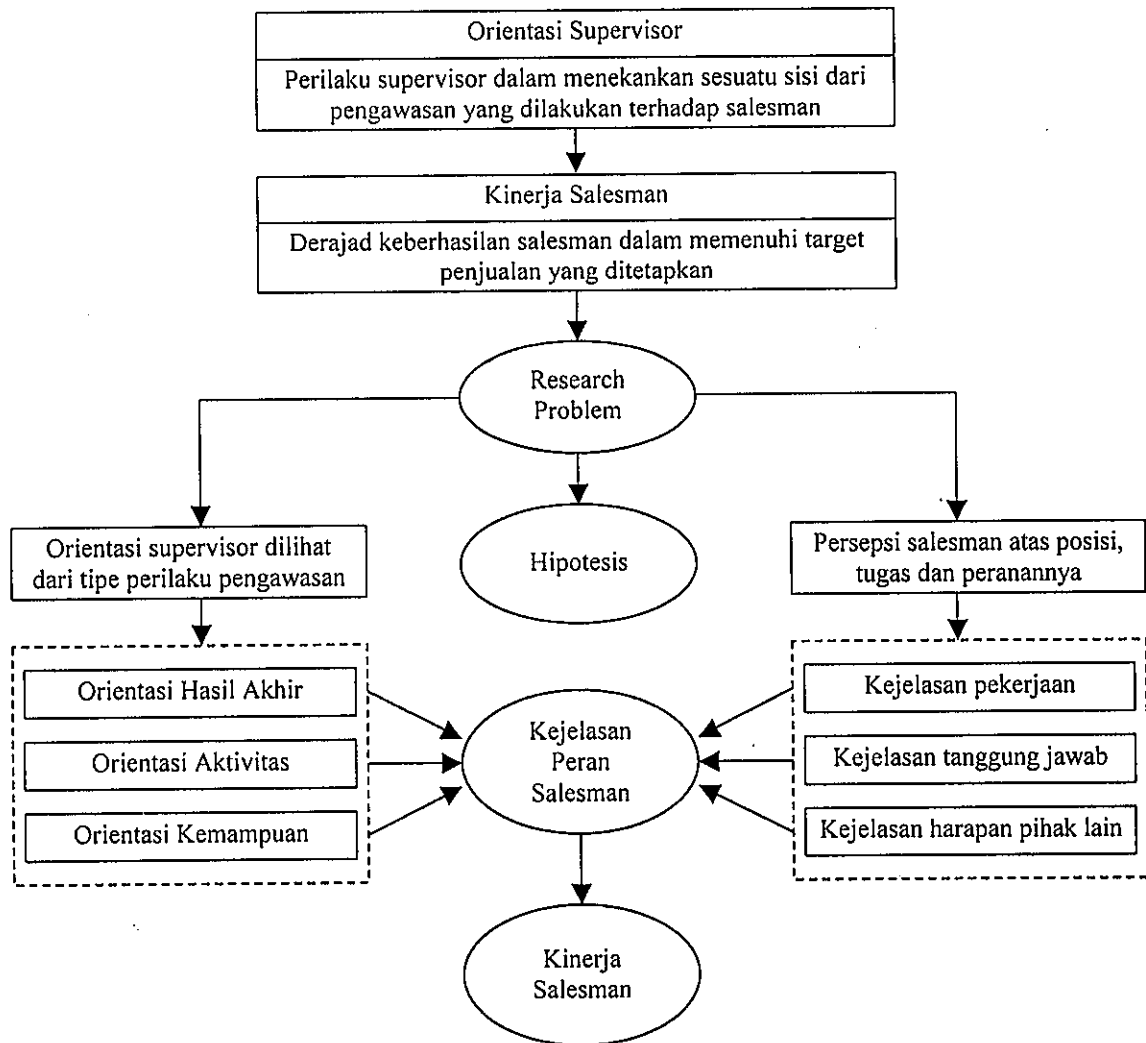 Orientasi Supervisor
Perilaku supervisor dalam menekankan sesuatu sisi dari
pengawasan yang dilakukan terhadap salesman
Kinerja Salesman
Derajad keberhasilan salesman dalam memenuhi target
penjualan yang ditetapkan
Research
Problem
Orientasi supervisor dilihat
dari tipe perilaku pengawasan
Hipotesis
Persepsi salesman atas posisi,
tugas dan peranannya
Orientasi Hasil Akhir
Orientasi Aktivitas
Orientasi Kemampuan
Kejelasan
Peran
Salesman
Kejelasan pekerjaan
Kejelasan tanggung jawab
Kejelasan harapan pihak lain
Kinerja
Salesman